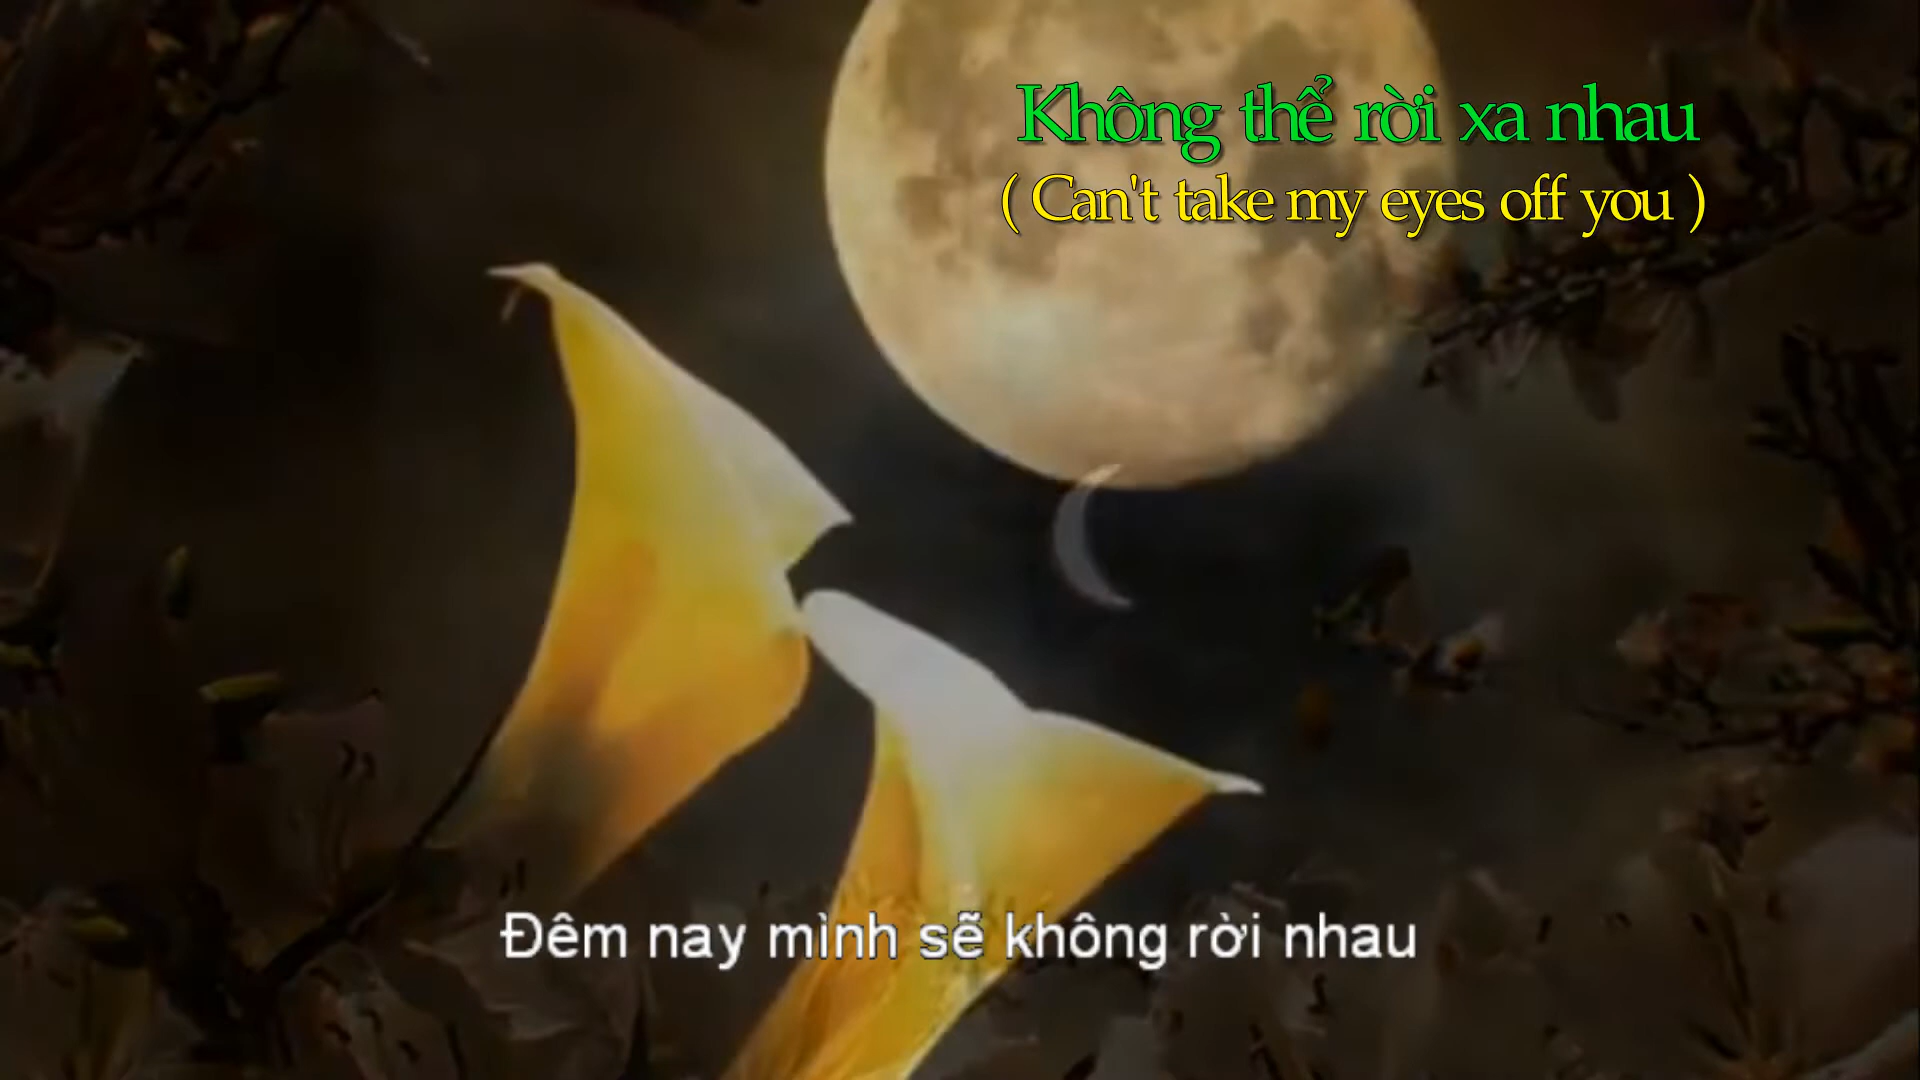 Không thể rời xa nhau
( Can't take my eyes off you )
Đêm nay mình sẽ không rời nhau